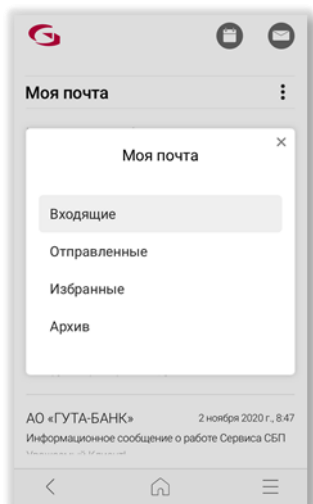 Моя почта
Моя почта
Входящие
Отправленные
Избранные
Архив
АО «ГУТА-БАНК» 2 ноября 2020 г., 8:47
Информационное сообщение о работе Сервиса СБП